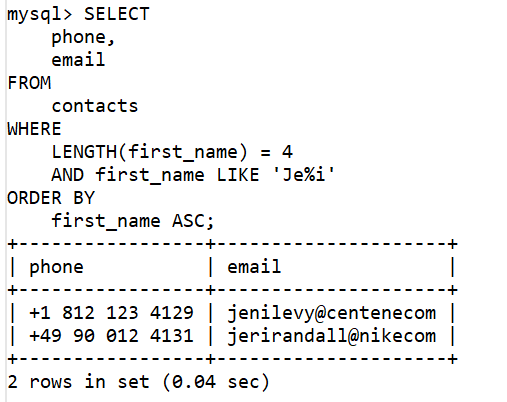 mysql> SELECT
    phone,
    email
FROM
    contacts
WHERE
    LENGTH(first_name) = 4
    AND first_name LIKE 'Je%i'
ORDER BY
    first_name ASC;
+-----------------+---------------------+
| phone           | email               |
+-----------------+---------------------+
| +1 812 123 4129 | jenilevy@centenecom |
| +49 90 012 4131 | jerirandall@nikecom |
+-----------------+---------------------+
2 rows in set (0.04 sec)